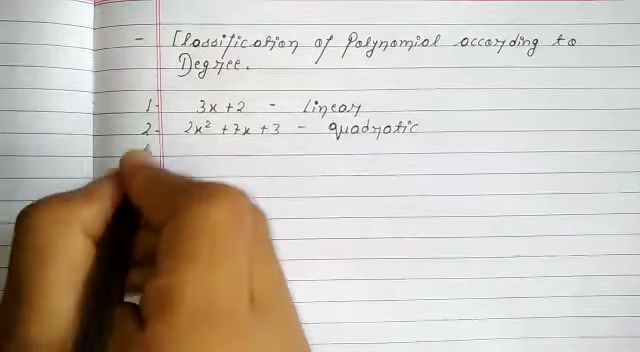 - Classification of Polynomial according to
Degree.
1- 3x+2 - Linear
2- 2x² +7x+3 - quadratic